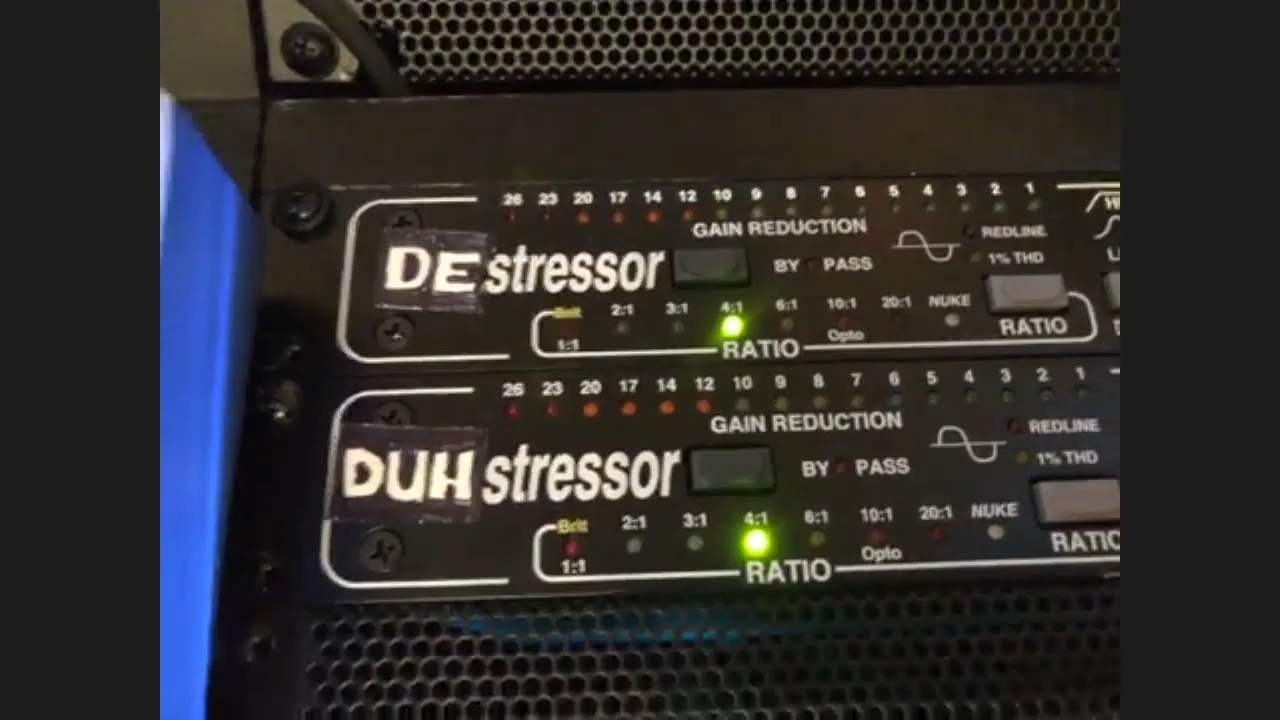 26 23 20 17 14 12 10 9 8 7 6 5 4 3 2 1
GAIN REDUCTION
REDLINE
1% THD
DEstressor
BY PASS
Brit 2:1 3:1 4:1 6:1 10:1 20:1 NUKE
1:1 Opto
RATIO
RATIO
26 23 20 17 14 12 10 9 8 7 6 5 4 3 2 1
GAIN REDUCTION
REDLINE
1% THD
DUHstressor
BY PASS
Brit 2:1 3:1 4:1 6:1 10:1 20:1 NUKE
1:1 Opto
RATIO
RATIO